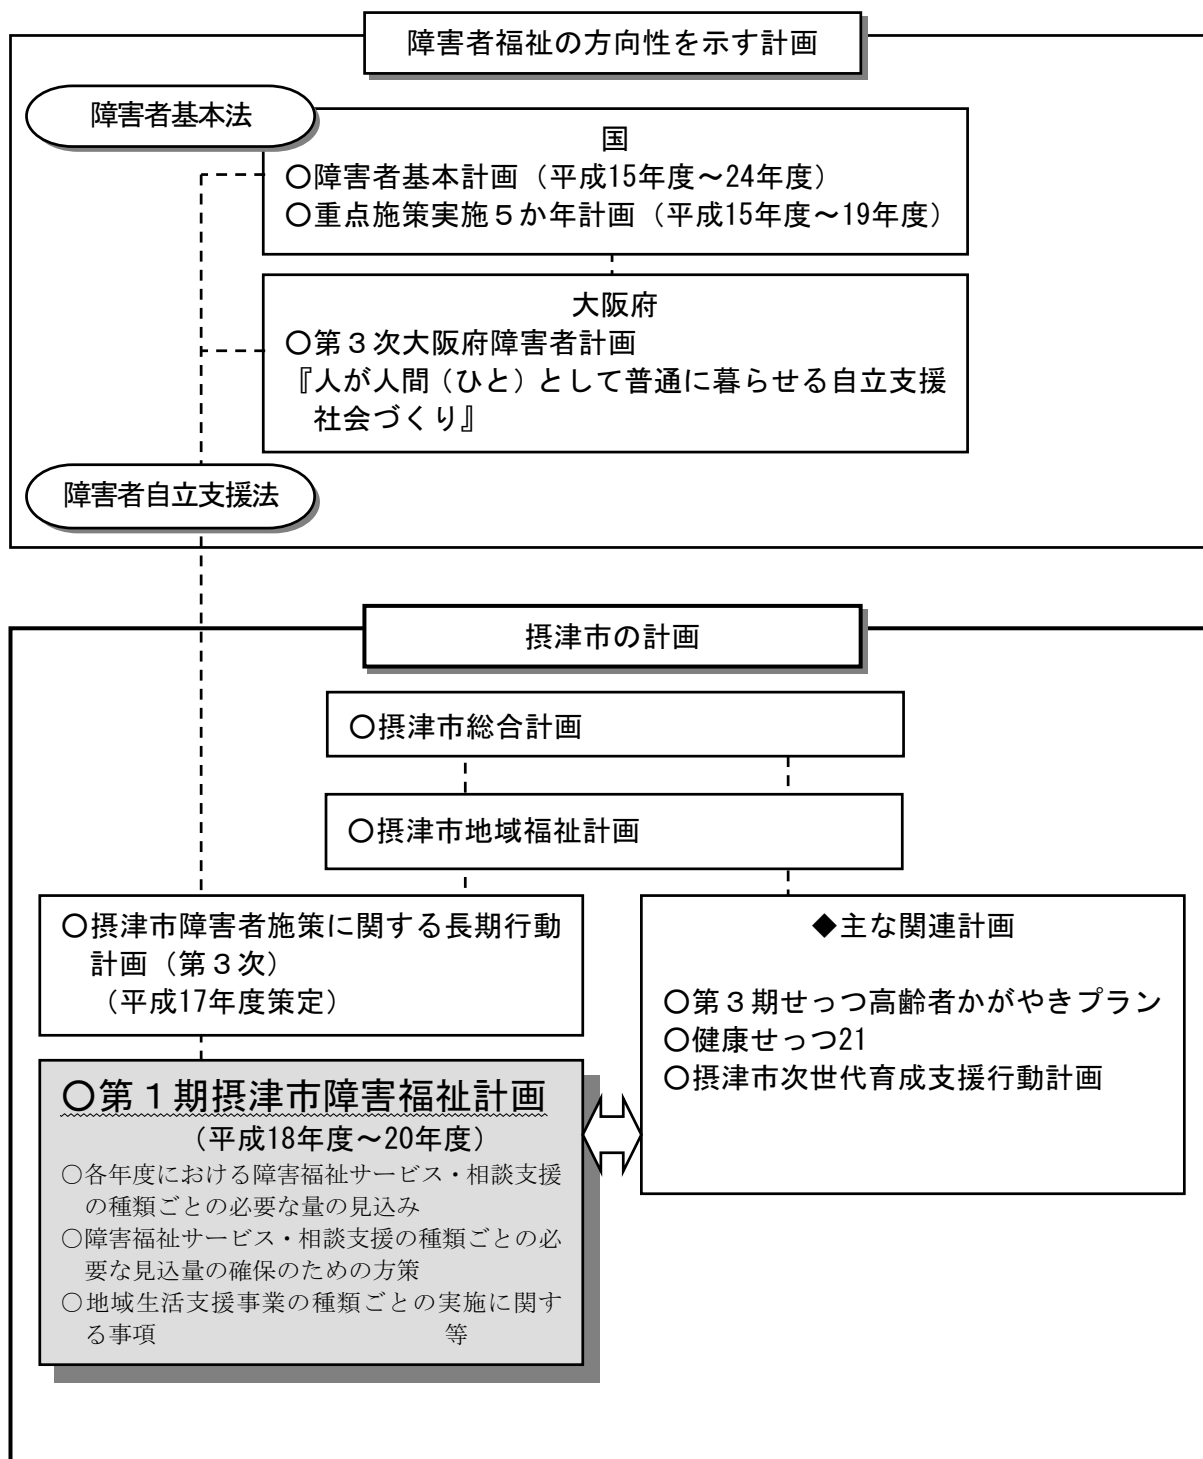 障害者福祉の方向性を示す計画
障害者基本法
国
○障害者基本計画（平成15年度～24年度）
○重点施策実施５か年計画（平成15年度～19年度）
大阪府
○第３次大阪府障害者計画
『人が人間（ひと）として普通に暮らせる自立支援
社会づくり』
障害者自立支援法
摂津市の計画
○摂津市総合計画
○摂津市地域福祉計画
○摂津市障害者施策に関する長期行動
計画（第３次）
（平成17年度策定）
○第１期摂津市障害福祉計画
（平成18年度～20年度）
○各年度における障害福祉サービス・相談支援
の種類ごとの必要な量の見込み
○障害福祉サービス・相談支援の種類ごとの必
要な見込量の確保のための方策
○地域生活支援事業の種類ごとの実施に関す
る事項　等
◆主な関連計画
○第３期せっつ高齢者かがやきプラン
○健康せっつ21
○摂津市次世代育成支援行動計画